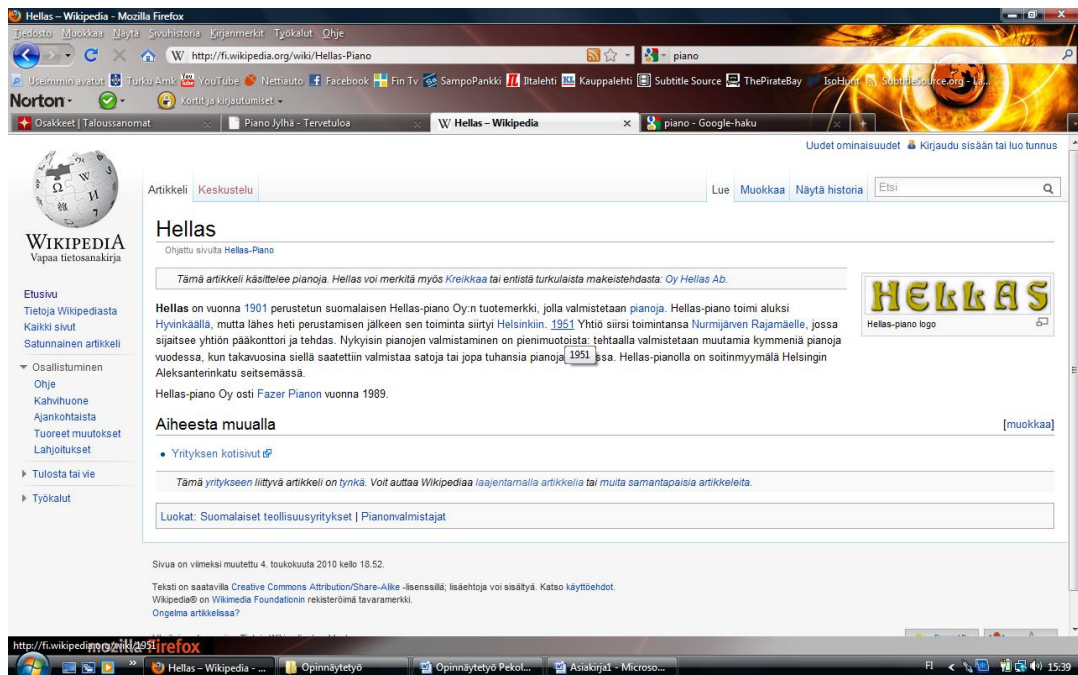 Hellas – Wikipedia - Mozilla Firefox
Tiedosto Muokkaa Näytä Sivuhistoria Kirjanmerkit Työkalut Ohje
W http://fi.wikipedia.org/wiki/Hellas-Piano piano
Useimmin avatut Turku Amk YouTube Nettiauto Facebook Fin Tv SampoPankki Iltalehti Kauppalehti Subtitle Source ThePirateBay IsoHunt SubtitleSource.org - La...
Norton Kortit ja kirjautumiset
Osakkeet | Taloussanomat Piano Jylhä - Tervetuloa W Hellas – Wikipedia piano - Google-haku
Uudet ominaisuudet Kirjaudu sisään tai luo tunnus
Artikkeli Keskustelu Lue Muokkaa Näytä historia Etsi
WIKIPEDIA
Vapaa tietosanakirja
Etusivu
Tietoja Wikipediasta
Kaikki sivut
Satunnainen artikkeli
Osallistuminen
Ohje
Kahvihuone
Ajankohtaista
Tuoreet muutokset
Lahjoitukset
Tulosta tai vie
Työkalut
Hellas
Ohjattu sivulta Hellas-Piano
Tämä artikkeli käsittelee pianoja. Hellas voi merkitä myös Kreikkaa tai entistä turkulaista makeistehdasta: Oy Hellas Ab.
HELLAS
Hellas-piano logo
Hellas on vuonna 1901 perustetun suomalaisen Hellas-piano Oy:n tuotemerkki, jolla valmistetaan pianoja. Hellas-piano toimi aluksi
Hyvinkäällä, mutta lähes heti perustamisen jälkeen sen toiminta siirtyi Helsinkiin. 1951 Yhtiö siirsi toimintansa Nurmijärven Rajamäelle, jossa
sijaitsee yhtiön pääkonttori ja tehdas. Nykyisin pianojen valmistaminen on pienimuotoista: tehtaalla valmistetaan muutamia kymmeniä pianoja
vuodessa, kun takavuosina siellä saatettiin valmistaa satoja tai jopa tuhansia pianoja 1951 ssa. Hellas-pianolla on soitinmyymälä Helsingin
Aleksanterinkatu seitsemässä.
Hellas-piano Oy osti Fazer Pianon vuonna 1989.
Aiheesta muualla [muokkaa]
Yrityksen kotisivut
Tämä yritykseen liittyvä artikkeli on tynkä. Voit auttaa Wikipediaa laajentamalla artikkelia tai muita samantapaisia artikkeleita.
Luokat: Suomalaiset teollisuusyritykset | Pianonvalmistajat
Sivua on viimeksi muutettu 4. toukokuuta 2010 kello 18.52.
Teksti on saatavilla Creative Commons Attribution/Share-Alike -lisenssillä; lisäehtoja voi sisältyä. Katso käyttöehdot.
Wikipedia® on Wikimedia Foundationin rekisteröimä tavaramerkki.
Ongelma artikkelissa?
http://fi.wikipedia.org/wiki/1951 mozilla Firefox
Hellas – Wikipedia - ... Opinnäytetyö Opinnäytetyö Pekol... Asiakirja1 - Microso... FI 15:39